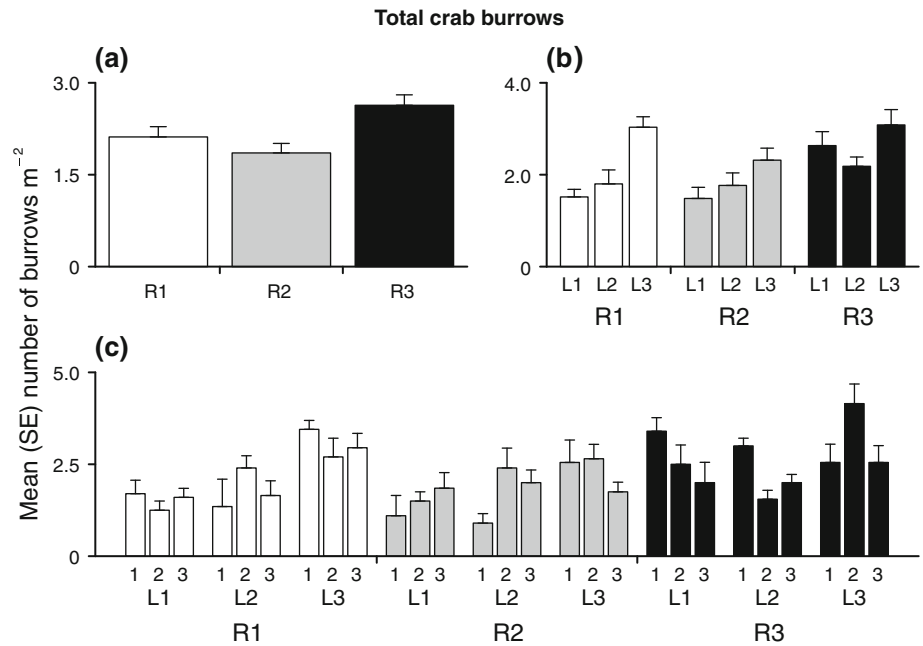 Total crab burrows
(a)
(b)
3.0
1.5
0
R1 R2 R3
4.0
2.0
0
L1 L2 L3 L1 L2 L3 L1 L2 L3
R1 R2 R3
Mean (SE) number of burrows m⁻²
(c)
5.0
2.5
0
1 2 3 1 2 3 1 2 3 1 2 3 1 2 3 1 2 3 1 2 3 1 2 3 1 2 3
L1 L2 L3 L1 L2 L3 L1 L2 L3
R1 R2 R3